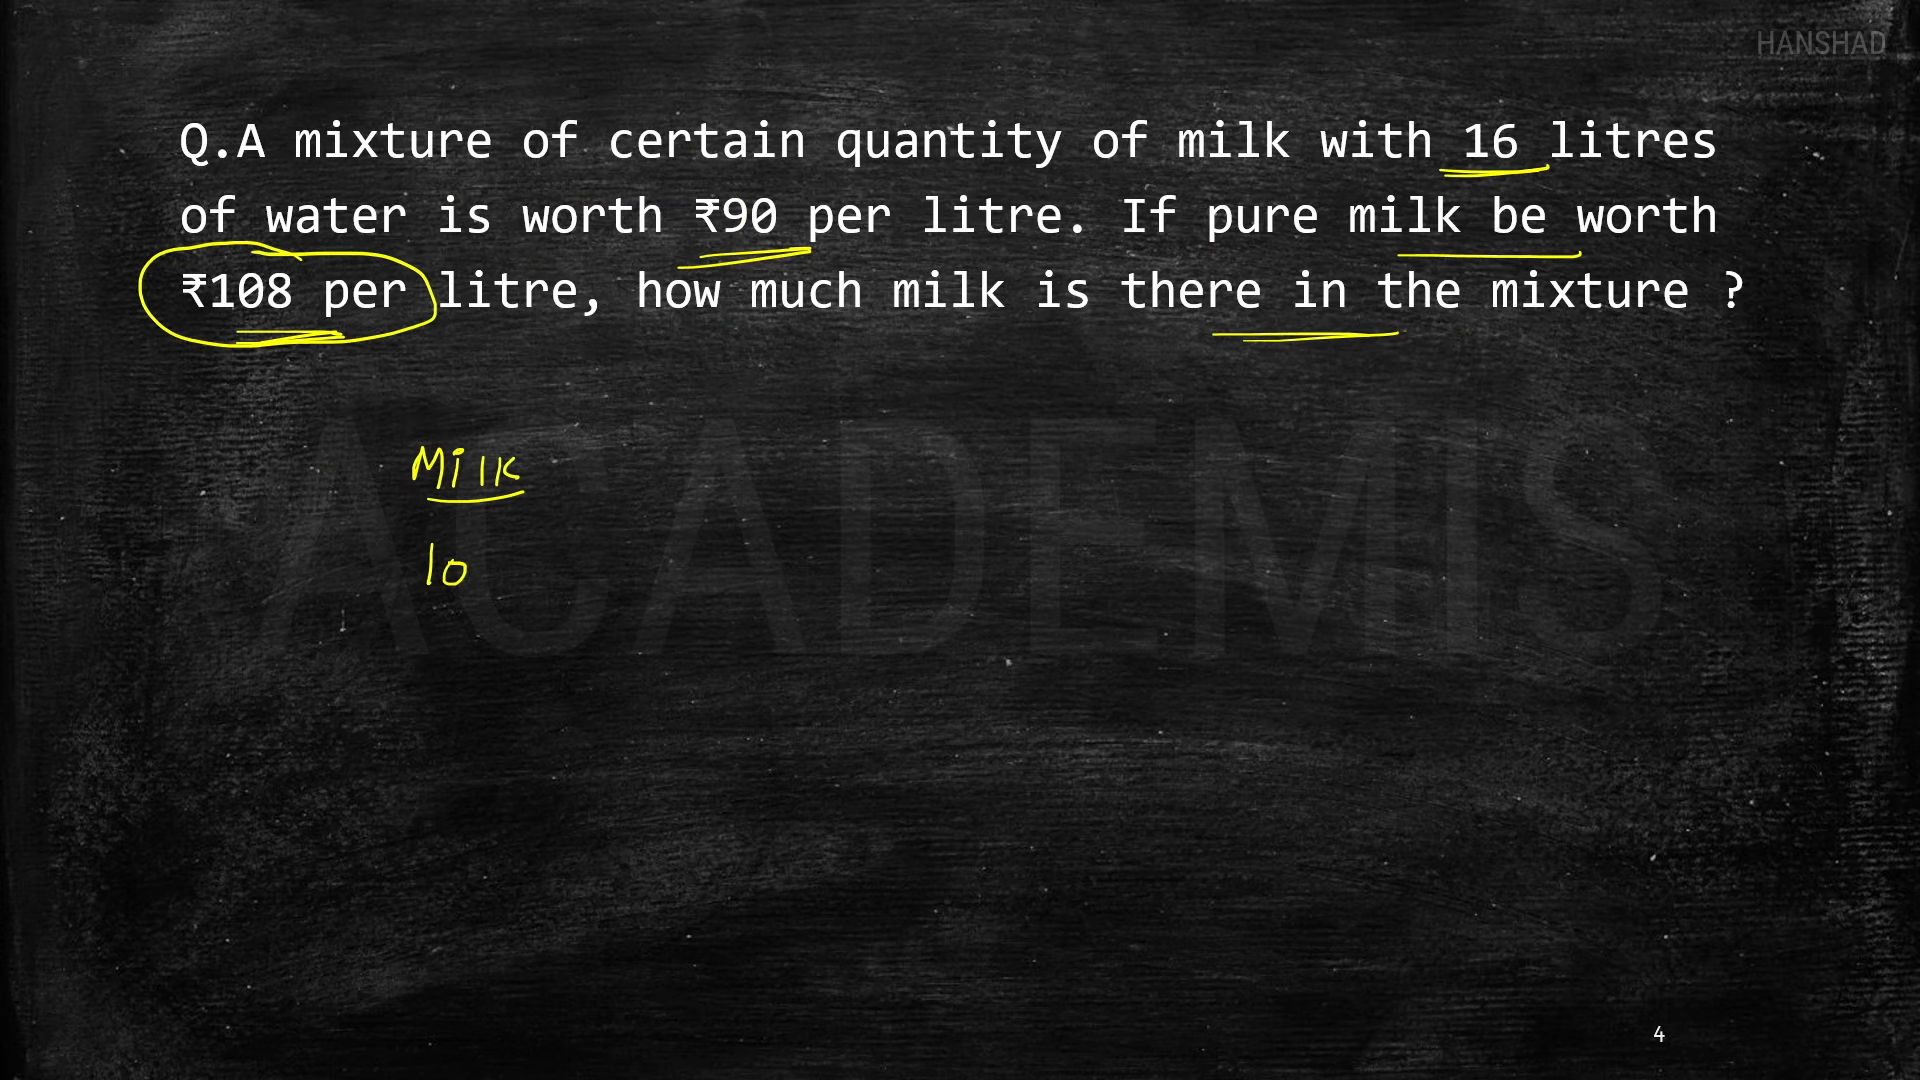 HANSHAD
Q.A mixture of certain quantity of milk with 16 litres
of water is worth ₹90 per litre. If pure milk be worth
₹108 per litre, how much milk is there in the mixture ?
ACADEMIS
Milk
10
4